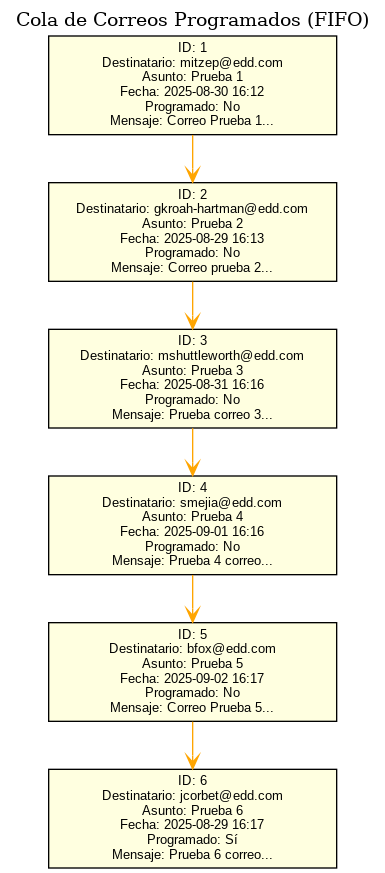 Cola de Correos Programados (FIFO)
ID: 1
Destinatario: mitzep@edd.com
Asunto: Prueba 1
Fecha: 2025-08-30 16:12
Programado: No
Mensaje: Correo Prueba 1...
ID: 2
Destinatario: gkroah-hartman@edd.com
Asunto: Prueba 2
Fecha: 2025-08-29 16:13
Programado: No
Mensaje: Correo prueba 2...
ID: 3
Destinatario: mshuttleworth@edd.com
Asunto: Prueba 3
Fecha: 2025-08-31 16:16
Programado: No
Mensaje: Prueba correo 3...
ID: 4
Destinatario: smejia@edd.com
Asunto: Prueba 4
Fecha: 2025-09-01 16:16
Programado: No
Mensaje: Prueba 4 correo...
ID: 5
Destinatario: bfox@edd.com
Asunto: Prueba 5
Fecha: 2025-09-02 16:17
Programado: No
Mensaje: Correo Prueba 5...
ID: 6
Destinatario: jcorbet@edd.com
Asunto: Prueba 6
Fecha: 2025-08-29 16:17
Programado: Sí
Mensaje: Prueba 6 correo...